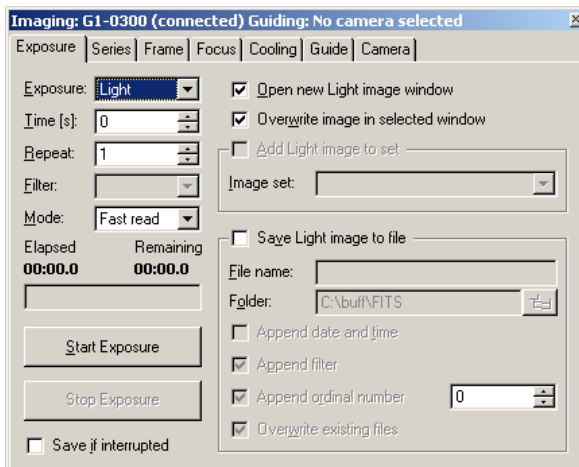 Imaging: G1-0300 (connected) Guiding: No camera selected
Exposure Series Frame Focus Cooling Guide Camera
Exposure: Light
Time [s]: 0
Repeat: 1
Filter:
Mode: Fast read
Elapsed Remaining
00:00.0 00:00.0
Start Exposure
Stop Exposure
Save if interrupted
Open new Light image window
Overwrite image in selected window
Add Light image to set
Image set:
Save Light image to file
File name:
Folder: C:\buff\FITS
Append date and time
Append filter
Append ordinal number 0
Overwrite existing files